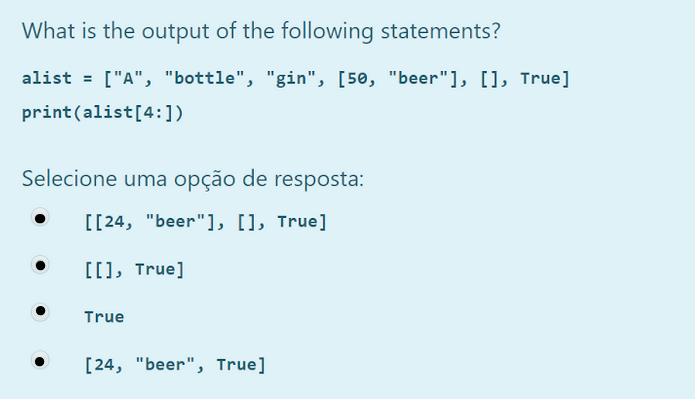 What is the output of the following statements?
alist = ["A", "bottle", "gin", [50, "beer"], [], True]
print(alist[4:])
Selecione uma opção de resposta:
[[24, "beer"], [], True]
[[], True]
True
[24, "beer", True]